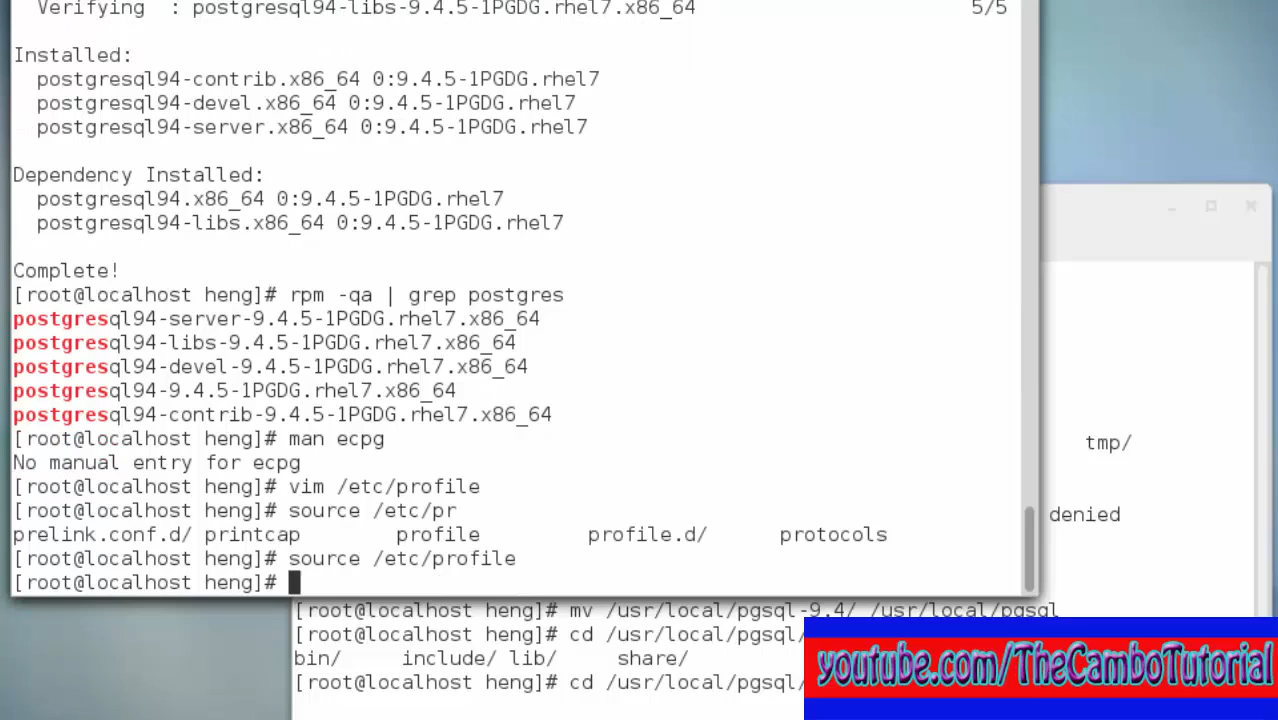 Verifying  : postgresql94-libs-9.4.5-1PGDG.rhel7.x86_64                       5/5
Installed:
  postgresql94-contrib.x86_64 0:9.4.5-1PGDG.rhel7
  postgresql94-devel.x86_64 0:9.4.5-1PGDG.rhel7
  postgresql94-server.x86_64 0:9.4.5-1PGDG.rhel7
Dependency Installed:
  postgresql94.x86_64 0:9.4.5-1PGDG.rhel7
  postgresql94-libs.x86_64 0:9.4.5-1PGDG.rhel7
Complete!
[root@localhost heng]# rpm -qa | grep postgres
postgresql94-server-9.4.5-1PGDG.rhel7.x86_64
postgresql94-libs-9.4.5-1PGDG.rhel7.x86_64
postgresql94-devel-9.4.5-1PGDG.rhel7.x86_64
postgresql94-9.4.5-1PGDG.rhel7.x86_64
postgresql94-contrib-9.4.5-1PGDG.rhel7.x86_64
[root@localhost heng]# man ecpg
No manual entry for ecpg
[root@localhost heng]# vim /etc/profile
[root@localhost heng]# source /etc/pr
prelink.conf.d/ printcap        profile         profile.d/      protocols
[root@localhost heng]# source /etc/profile
[root@localhost heng]#
tmp/
denied
[root@localhost heng]# mv /usr/local/pgsql-9.4/ /usr/local/pgsql
[root@localhost heng]# cd /usr/local/pgsql/
bin/     include/ lib/     share/
[root@localhost heng]# cd /usr/local/pgsql/
youtube.com/TheCamboTutorial